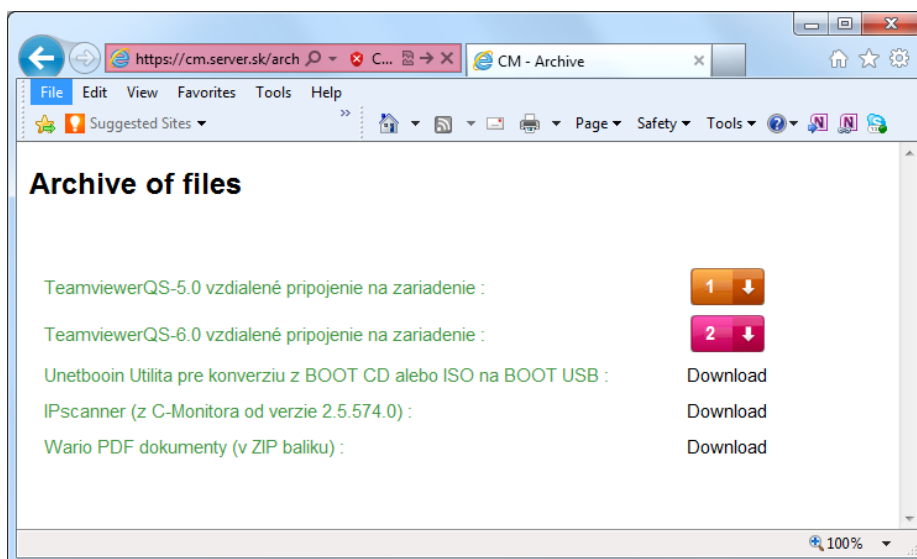 https://cm.server.sk/arch
C...
CM - Archive
File Edit View Favorites Tools Help
Suggested Sites
Page Safety Tools
Archive of files
TeamviewerQS-5.0 vzdialené pripojenie na zariadenie : 1
TeamviewerQS-6.0 vzdialené pripojenie na zariadenie : 2
Unetbooin Utilita pre konverziu z BOOT CD alebo ISO na BOOT USB : Download
IPscanner (z C-Monitora od verzie 2.5.574.0) : Download
Wario PDF dokumenty (v ZIP baliku) : Download
100%